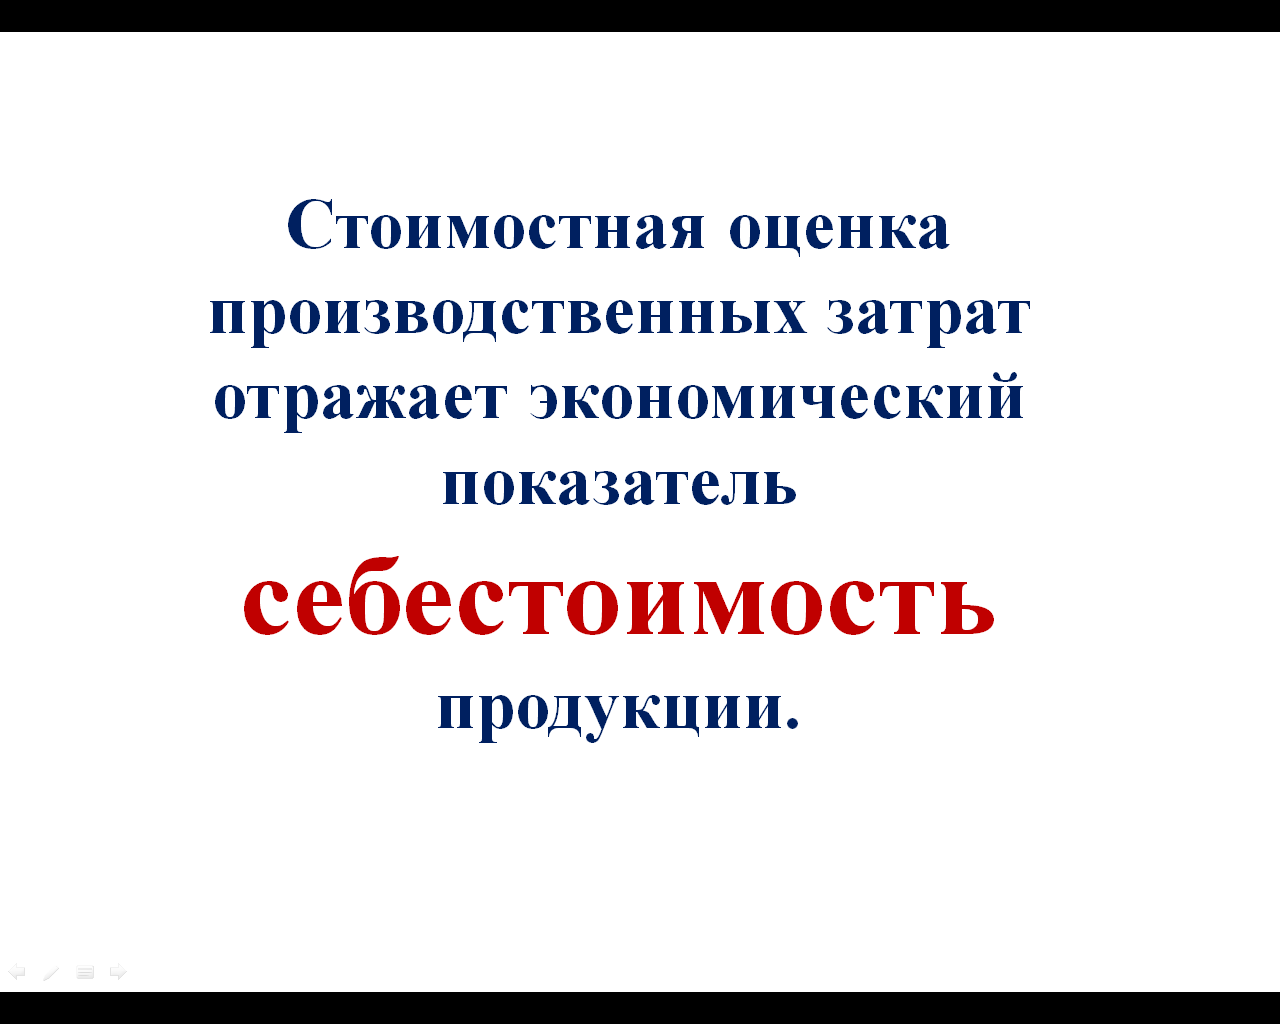 Стоимостная оценка
производственных затрат
отражает экономический
показатель
себестоимость
продукции.